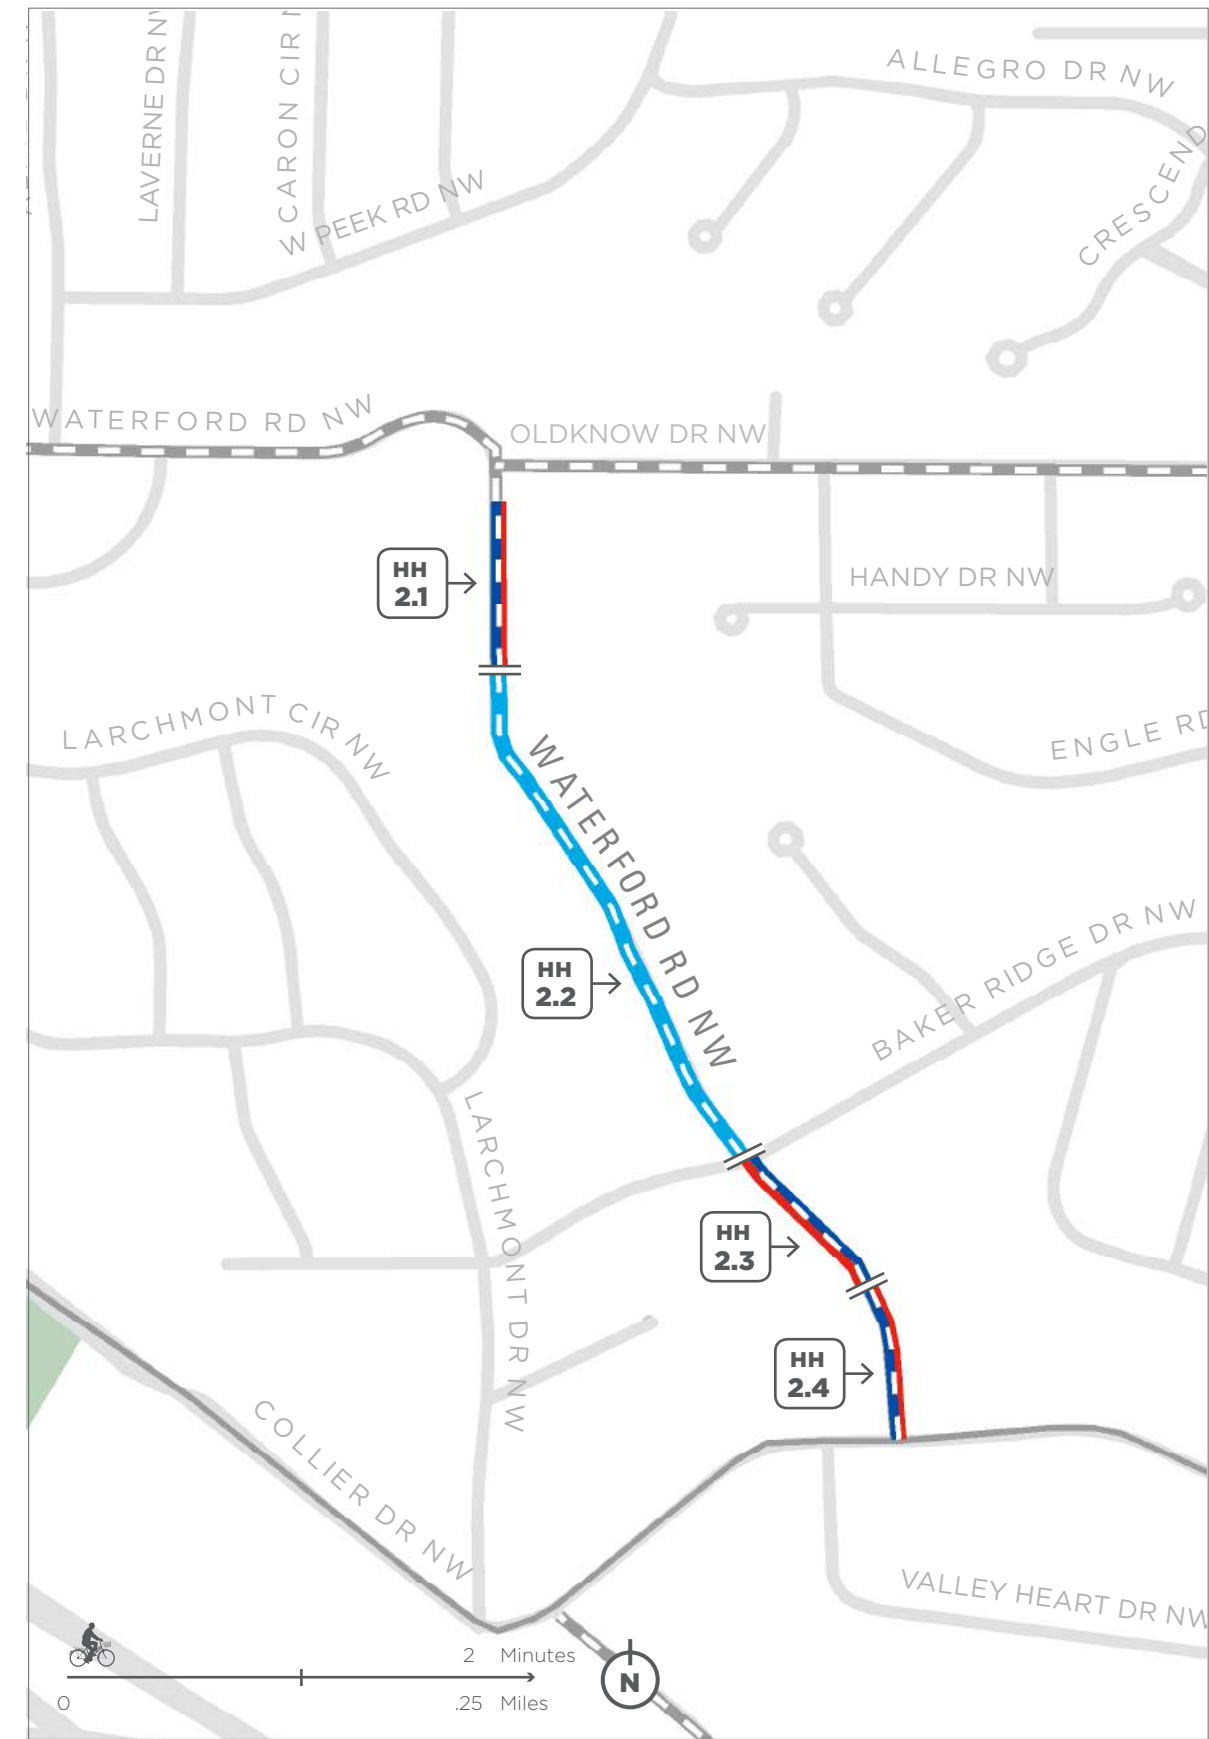 LAVERNE DR N
CARON CIR
W PEEK RD NW
ALLEGRO DR NW
CRESCEND
WATERFORD RD NW
OLDKNOW DR NW
HH
2.1
HANDY DR NW
LARCHMONT CIR NW
ENGLE RD
WATERFORD RD NW
HH
2.2
BAKER RIDGE DR NW
LARCHMONT DR NW
HH
2.3
HH
2.4
COLLIER DR NW
VALLEY HEART DR NW
2 Minutes
0 .25 Miles
N